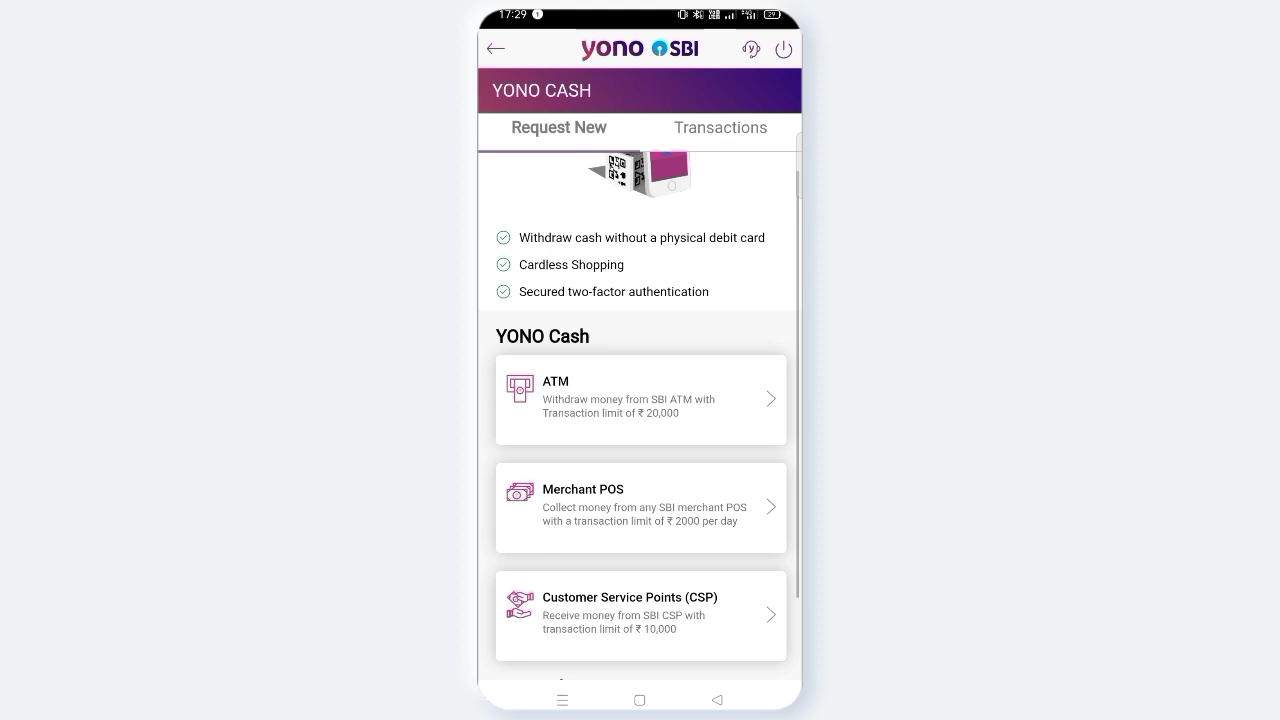 17:29
29
yono SBI
YONO CASH
Request New
Transactions
Withdraw cash without a physical debit card
Cardless Shopping
Secured two-factor authentication
YONO Cash
ATM
Withdraw money from SBI ATM with
Transaction limit of ₹ 20,000
Merchant POS
Collect money from any SBI merchant POS
with a transaction limit of ₹ 2000 per day
Customer Service Points (CSP)
Receive money from SBI CSP with
transaction limit of ₹ 10,000